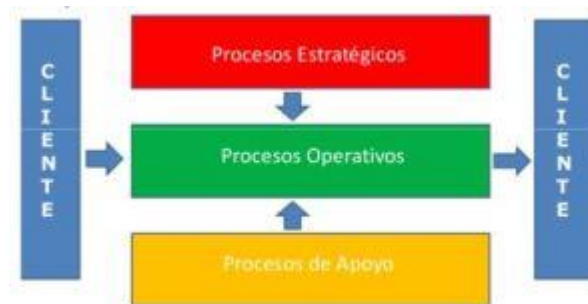 CLIENTE
Procesos Estratégicos
Procesos Operativos
Procesos de Apoyo
CLIENTE